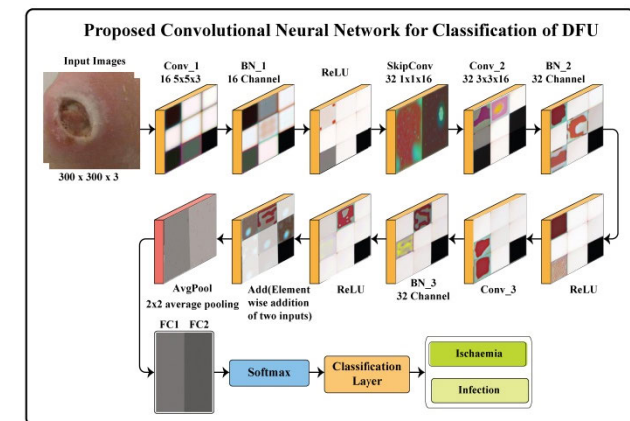 Proposed Convolutional Neural Network for Classification of DFU
Input Images
300 x 300 x 3
Conv_1
16 5x5x3
BN_1
16 Channel
ReLU
SkipConv
32 1x1x16
Conv_2
32 3x3x16
BN_2
32 Channel
AvgPool
2x2 average pooling
Add(Element
wise addition
of two inputs)
ReLU
BN_3
32 Channel
Conv_3
ReLU
FC1 FC2
Softmax
Classification
Layer
Ischaemia
Infection